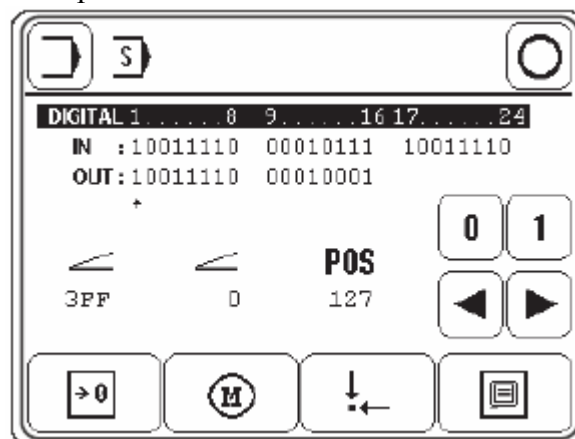 S
DIGITAL 1......8 9......16 17......24
IN :10011110 00010111 10011110
OUT:10011110 00010001
0 1
POS
3FF 0 127
→0 M